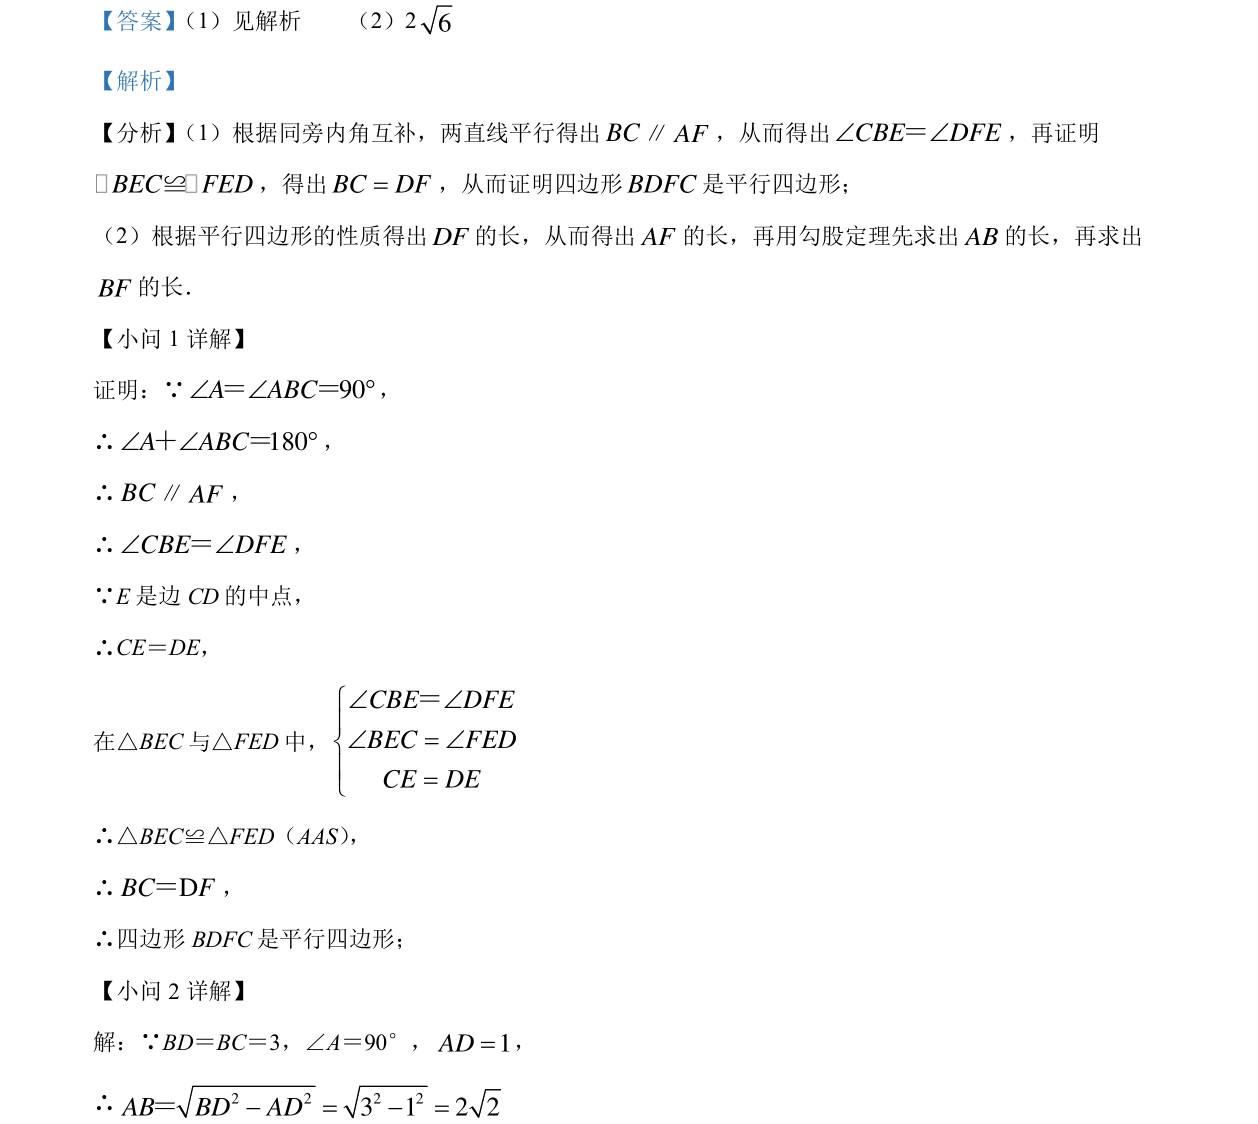 【答案】（1）见解析　　（2）2√6
【解析】
【分析】（1）根据同旁内角互补，两直线平行得出 BC∥AF，从而得出∠CBE=∠DFE，再证明
□BEC≌□FED，得出 BC=DF，从而证明四边形 BDFC 是平行四边形；
（2）根据平行四边形的性质得出 DF 的长，从而得出 AF 的长，再用勾股定理先求出 AB 的长，再求出
BF 的长．
【小问 1 详解】
证明：∵∠A=∠ABC=90°，
∴∠A+∠ABC=180°，
∴BC∥AF，
∴∠CBE=∠DFE，
∵E 是边 CD 的中点，
∴CE＝DE，
在△BEC 与△FED 中，{∠CBE=∠DFE
∠BEC=∠FED
CE=DE
∴△BEC≌△FED（AAS），
∴BC=DF，
∴四边形 BDFC 是平行四边形；
【小问 2 详解】
解：∵BD＝BC＝3，∠A＝90°，AD=1，
∴AB=√(BD²−AD²)=√(3²−1²)=2√2